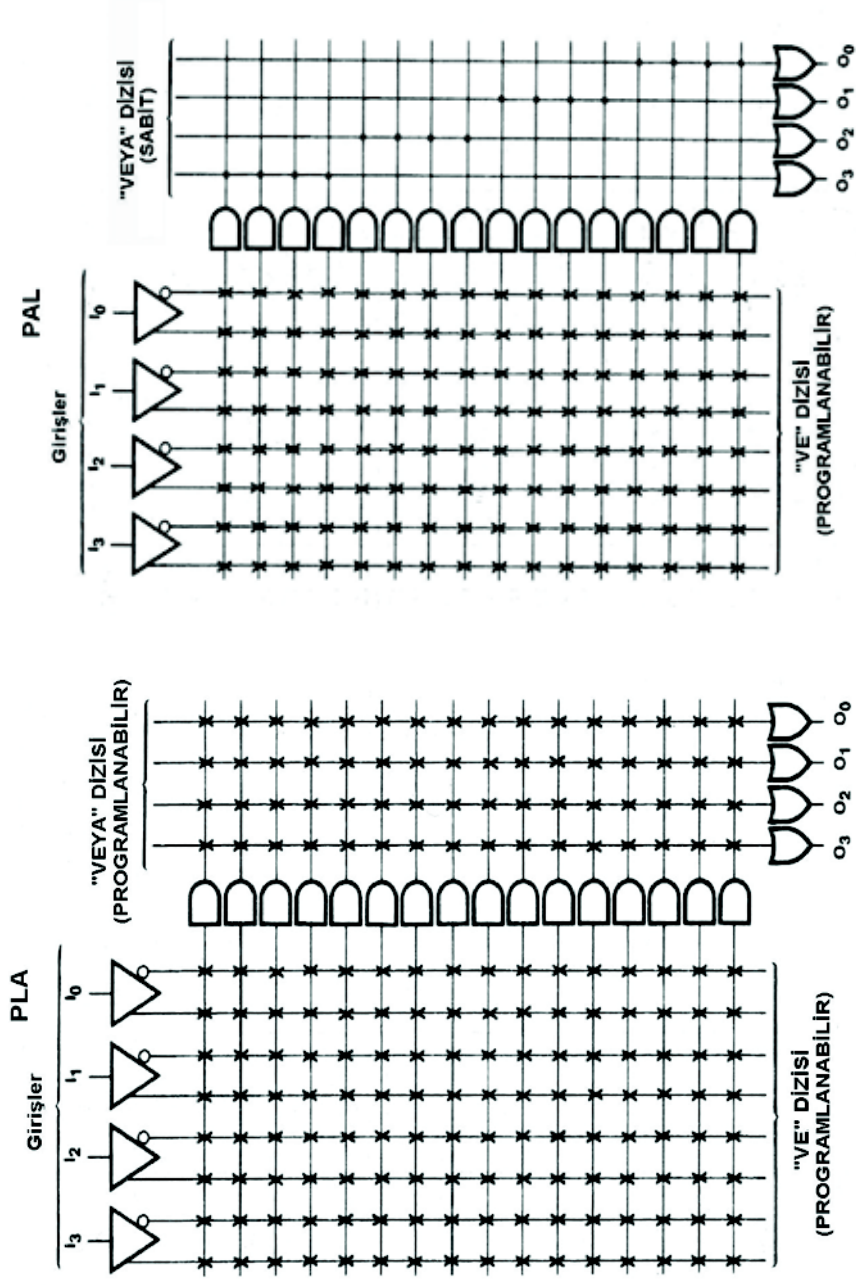 PLA
Girişler
I3
I2
I1
I0
"VEYA" DİZİSİ
(PROGRAMLANABİLİR)
"VE" DİZİSİ
(PROGRAMLANABİLİR)
O3
O2
O1
O0
PAL
Girişler
I3
I2
I1
I0
"VEYA" DİZİSİ
(SABİT)
"VE" DİZİSİ
(PROGRAMLANABİLİR)
O3
O2
O1
O0